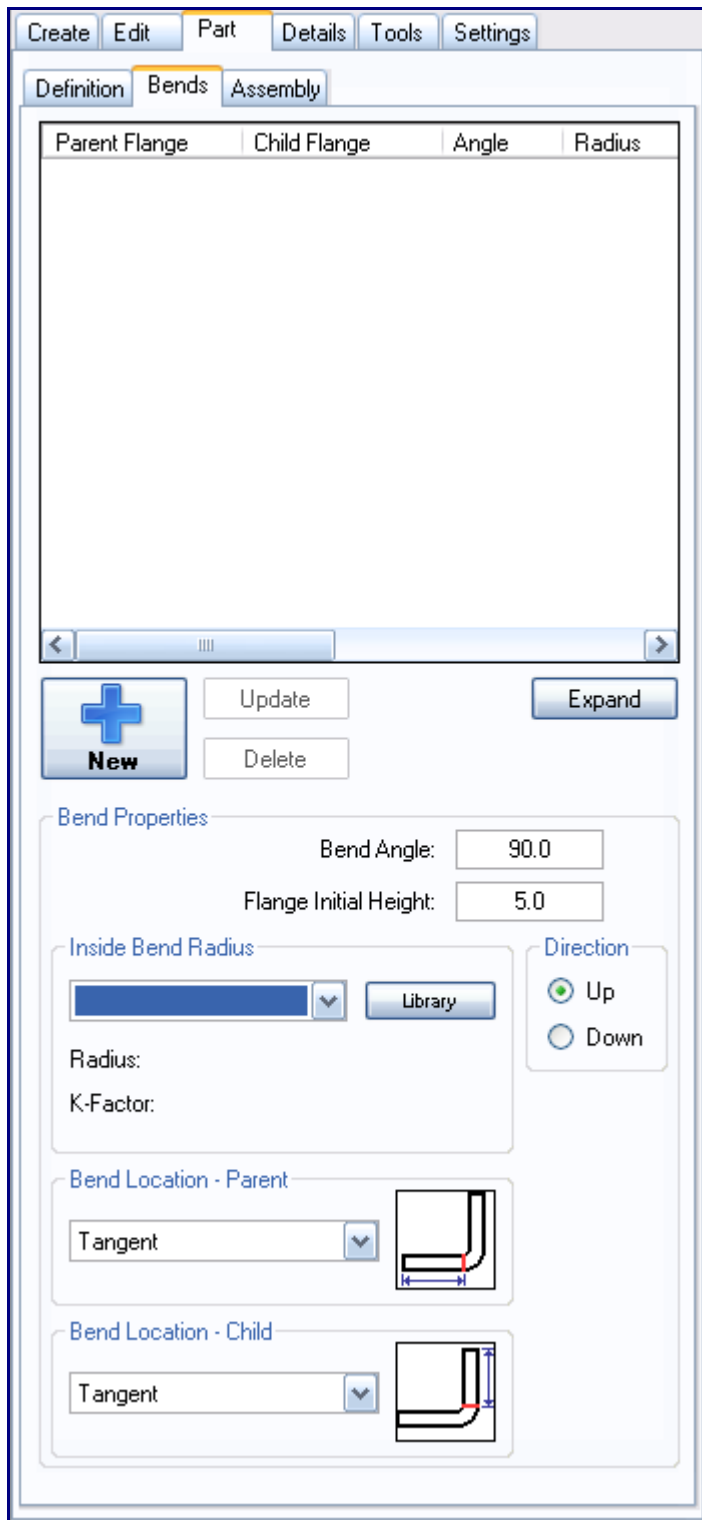 Create Edit Part Details Tools Settings
Definition Bends Assembly
Parent Flange Child Flange Angle Radius
Update Expand
New Delete
Bend Properties
Bend Angle: 90.0
Flange Initial Height: 5.0
Inside Bend Radius Direction
Library Up
Down
Radius:
K-Factor:
Bend Location - Parent
Tangent
Bend Location - Child
Tangent